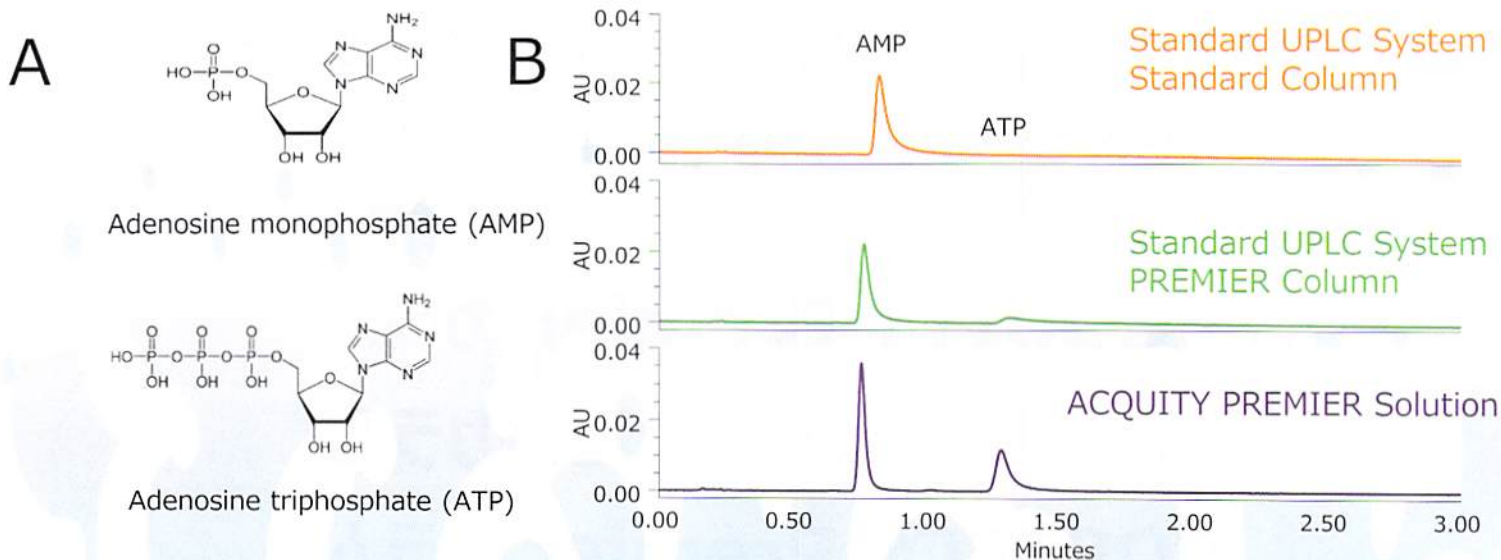 A
NH₂
N
N
N
N
O
HO-P-O
OH
O
OH
OH
Adenosine monophosphate (AMP)
NH₂
N
N
N
N
O
O
O
HO-P-O-P-O-P-O
OH
OH
OH
O
OH
OH
Adenosine triphosphate (ATP)
B
0.04
AU
0.02
0.00
AMP
ATP
Standard UPLC System
Standard Column
0.04
AU
0.02
0.00
Standard UPLC System
PREMIER Column
0.04
AU
0.02
0.00
ACQUITY PREMIER Solution
0.00 0.50 1.00 1.50 2.00 2.50 3.00
Minutes